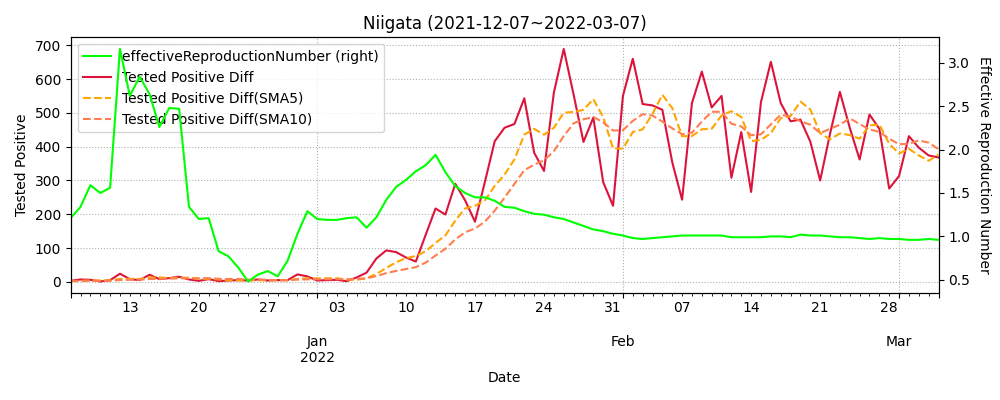 Niigata (2021-12-07~2022-03-07)
effectiveReproductionNumber (right)
Tested Positive Diff
Tested Positive Diff(SMA5)
Tested Positive Diff(SMA10)
Tested Positive
700
600
500
400
300
200
100
0
3.0
2.5
2.0
1.5
1.0
0.5
Effective Reproduction Number
13 20 27 03 10 17 24 31 07 14 21 28
Jan Feb Mar
2022
Date